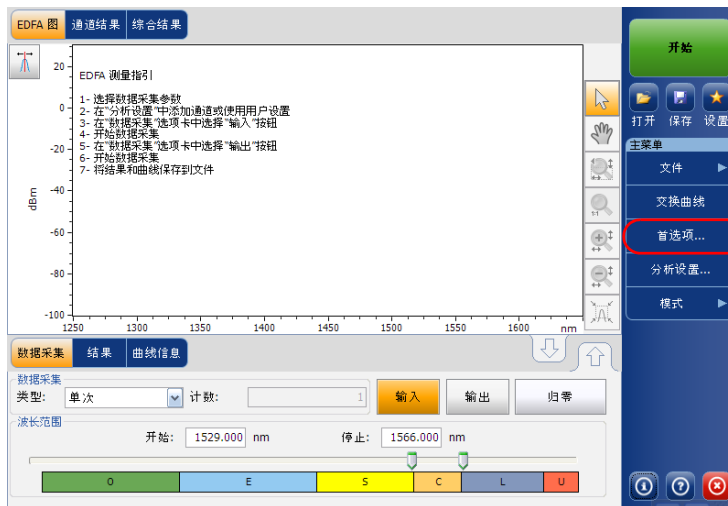 EDFA 图 通道结果 综合结果
开始
打开 保存 设置
主菜单
文件
交换曲线
首选项...
分析设置...
模式
EDFA 测量指引
1- 选择数据采集参数
2- 在"分析设置"中添加通道或使用用户设置
3- 在"数据采集"选项卡中选择"输入"按钮
4- 开始数据采集
5- 在"数据采集"选项卡中选择"输出"按钮
6- 开始数据采集
7- 将结果和曲线保存到文件
dBm
20
0
-20
-40
-60
-80
-100
1250 1300 1350 1400 1450 1500 1550 1600 nm
1:1
数据采集 结果 曲线信息
数据采集
类型: 单次 计数: 1 输入 输出 归零
波长范围
开始: 1529.000 nm 停止: 1566.000 nm
O E S C L U